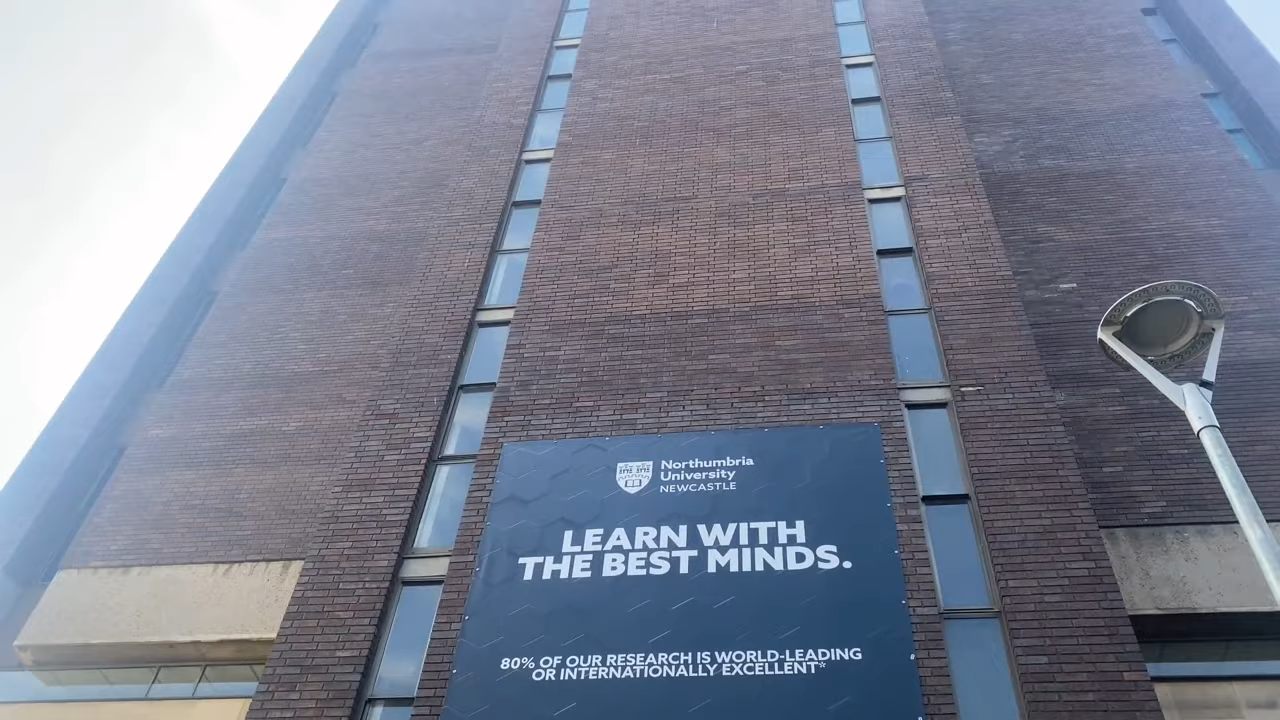 Northumbria
University
NEWCASTLE
LEARN WITH
THE BEST MINDS.
80% OF OUR RESEARCH IS WORLD-LEADING
OR INTERNATIONALLY EXCELLENT*